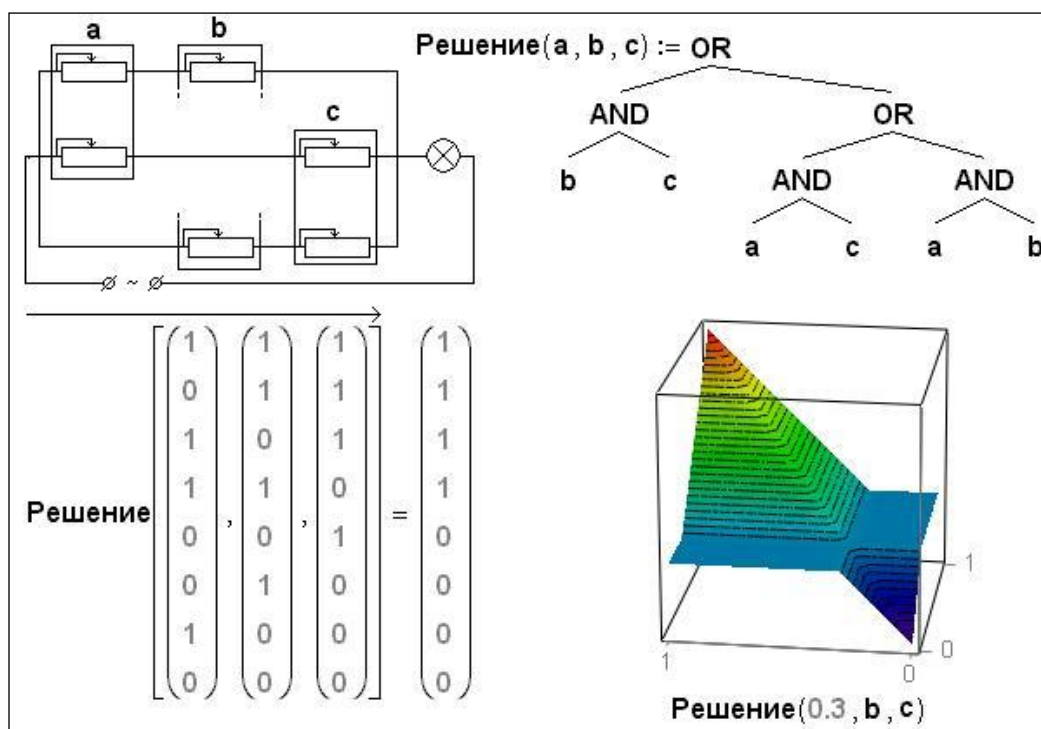 a b
c
~
Решение(a , b , c) := OR
AND OR
b c AND AND
a c a b
Решение[(1 0 1 1 0 0 1 0) , (1 1 0 1 0 1 0 0) , (1 1 1 0 1 0 0 0)] = (1 1 1 1 0 0 0 0)
1
0
1
0
Решение(0.3 , b , c)